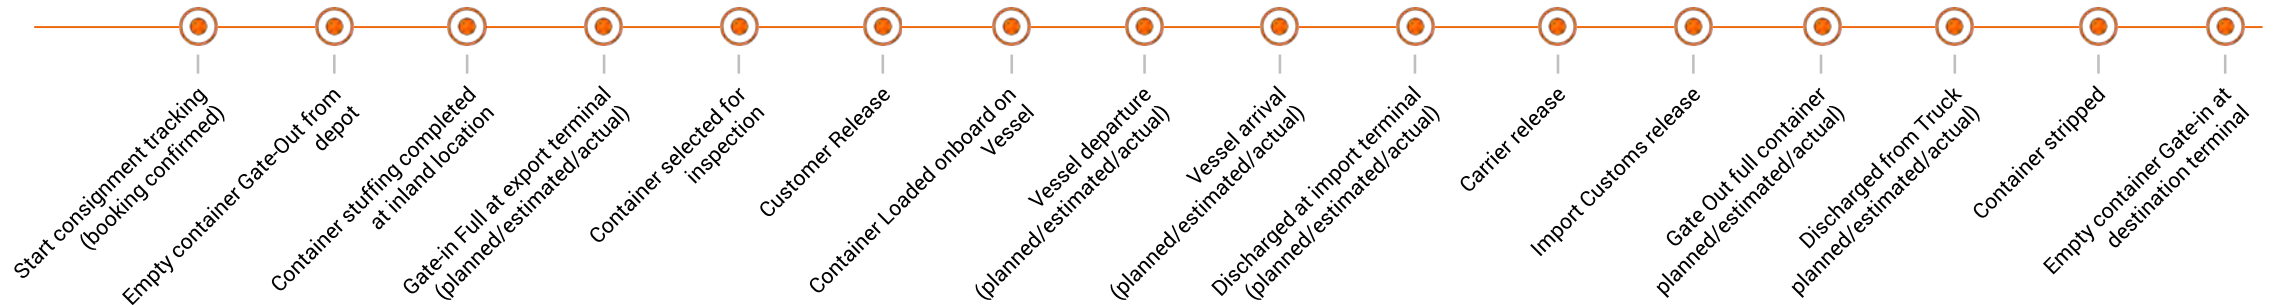 Start consignment tracking
(booking confirmed)
Empty container Gate-Out from
depot
Container stuffing completed
at inland location
Gate-in Full at export terminal
(planned/estimated/actual)
Container selected for
inspection
Customer Release
Container Loaded onboard on
Vessel
Vessel departure
(planned/estimated/actual)
Vessel arrival
(planned/estimated/actual)
Discharged at import terminal
(planned/estimated/actual)
Carrier release
Import Customs release
Gate Out full container
planned/estimated/actual)
Discharged from Truck
planned/estimated/actual)
Container stripped
Empty container Gate-in at
destination terminal